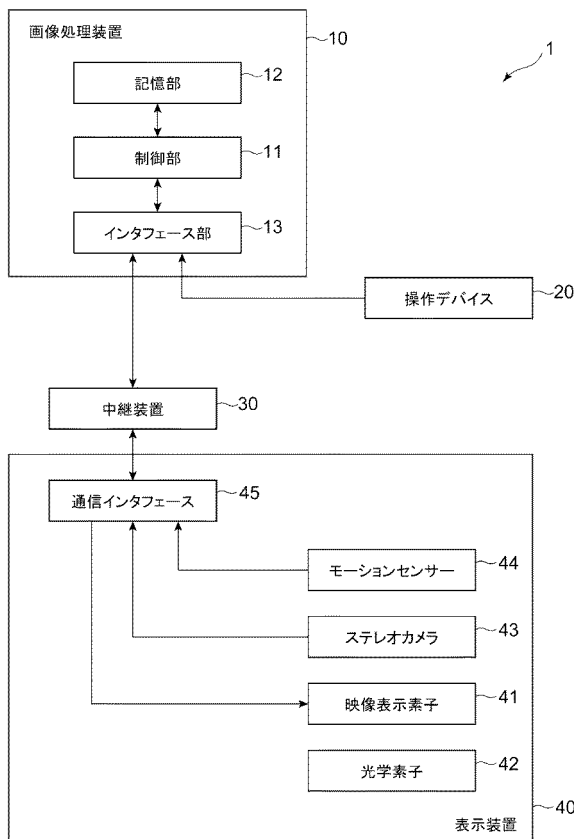 画像処理装置
10
1
記憶部
12
制御部
11
インタフェース部
13
操作デバイス
20
中継装置
30
通信インタフェース
45
モーションセンサー
44
ステレオカメラ
43
映像表示素子
41
光学素子
42
表示装置
40